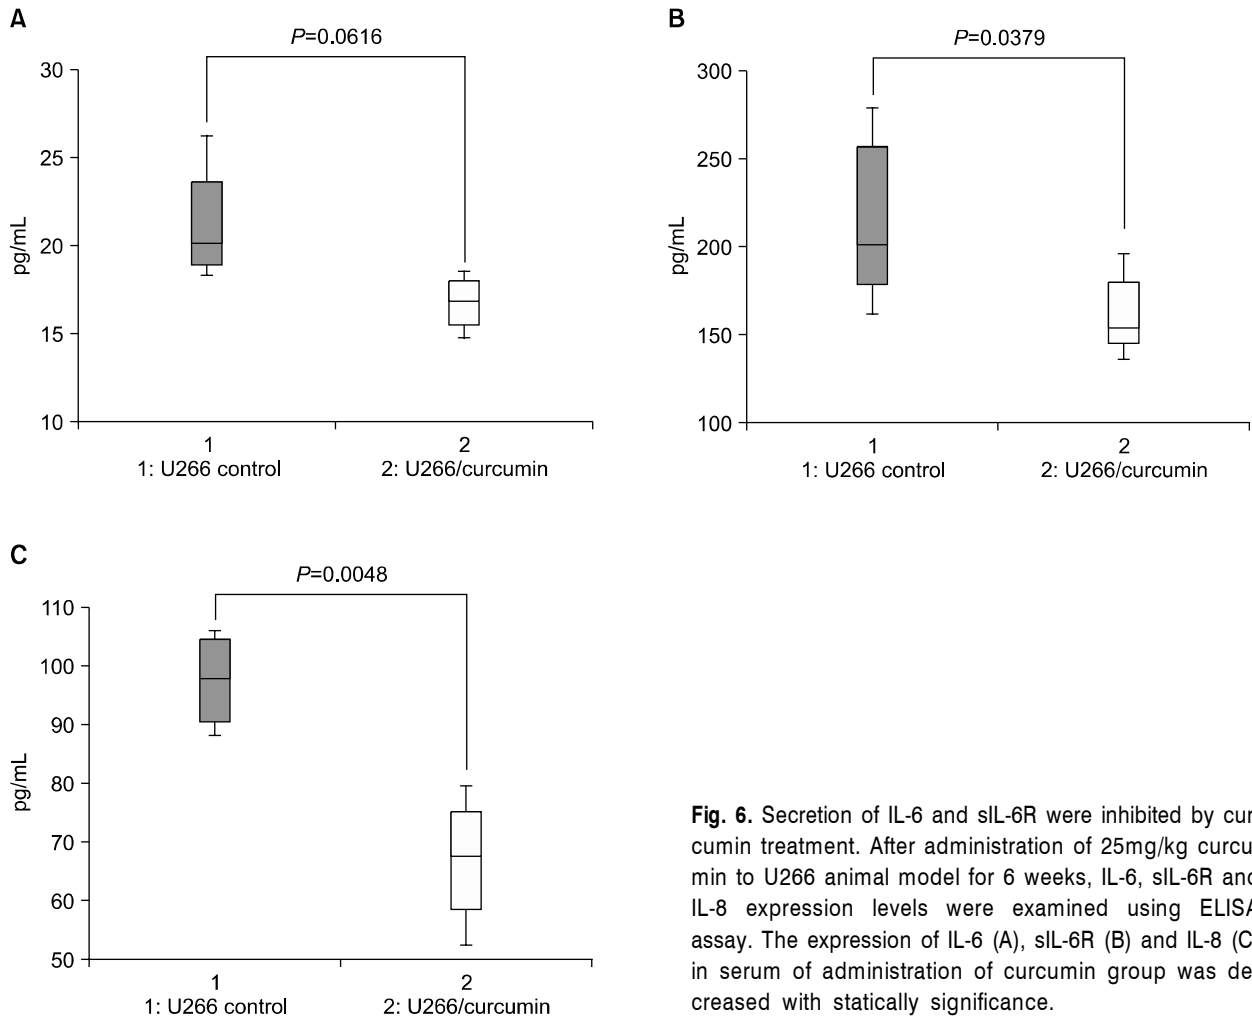 A
P=0.0616
30
25
20
15
10
pg/mL
1
2
1: U266 control
2: U266/curcumin
B
P=0.0379
300
250
200
150
100
pg/mL
1
2
1: U266 control
2: U266/curcumin
C
P=0.0048
110
100
90
80
70
60
50
pg/mL
1
2
1: U266 control
2: U266/curcumin
Fig. 6. Secretion of IL-6 and sIL-6R were inhibited by cur
cumin treatment. After administration of 25mg/kg curcu
min to U266 animal model for 6 weeks, IL-6, sIL-6R and
IL-8 expression levels were examined using ELISA
assay. The expression of IL-6 (A), sIL-6R (B) and IL-8 (C
in serum of administration of curcumin group was de
creased with statically significance.